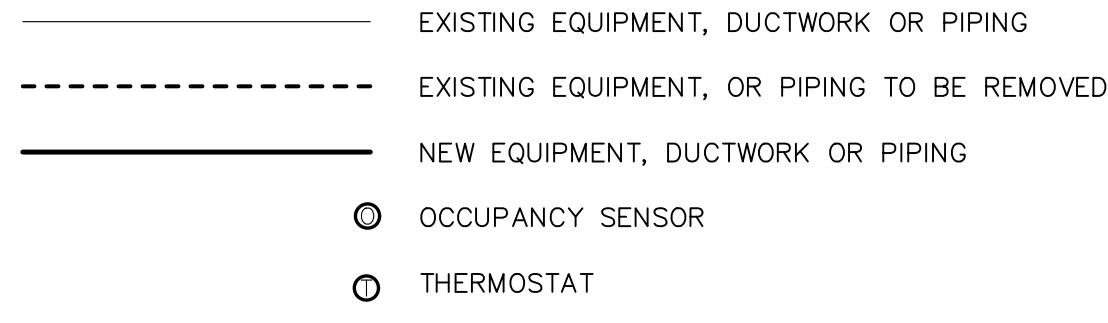 EXISTING EQUIPMENT, DUCTWORK OR PIPING
EXISTING EQUIPMENT, OR PIPING TO BE REMOVED
NEW EQUIPMENT, DUCTWORK OR PIPING
O OCCUPANCY SENSOR
T THERMOSTAT